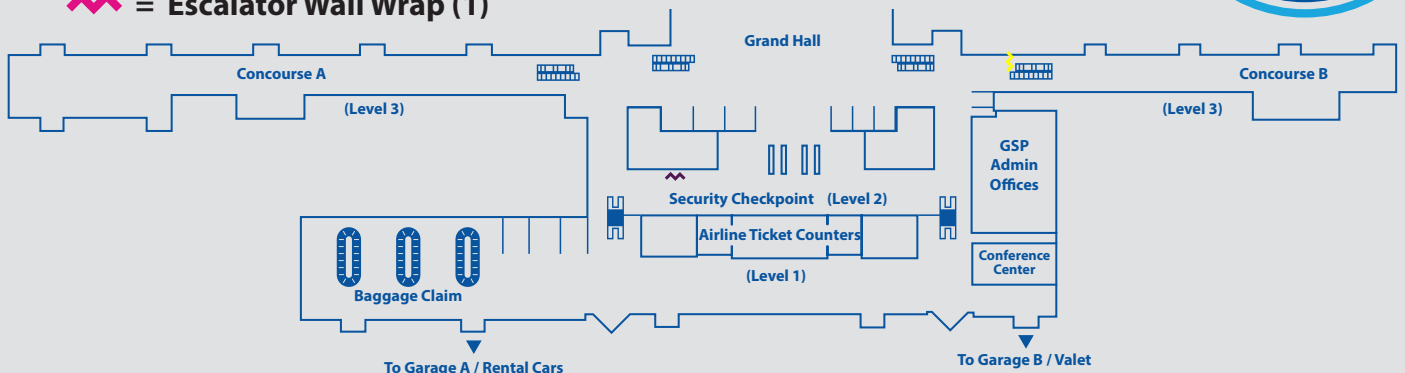 = Escalator Wall Wrap (1)
Grand Hall
Concourse A
Concourse B
(Level 3)
(Level 3)
GSP
Admin
Offices
Security Checkpoint (Level 2)
Airline Ticket Counters
Conference
Center
(Level 1)
Baggage Claim
To Garage A / Rental Cars
To Garage B / Valet